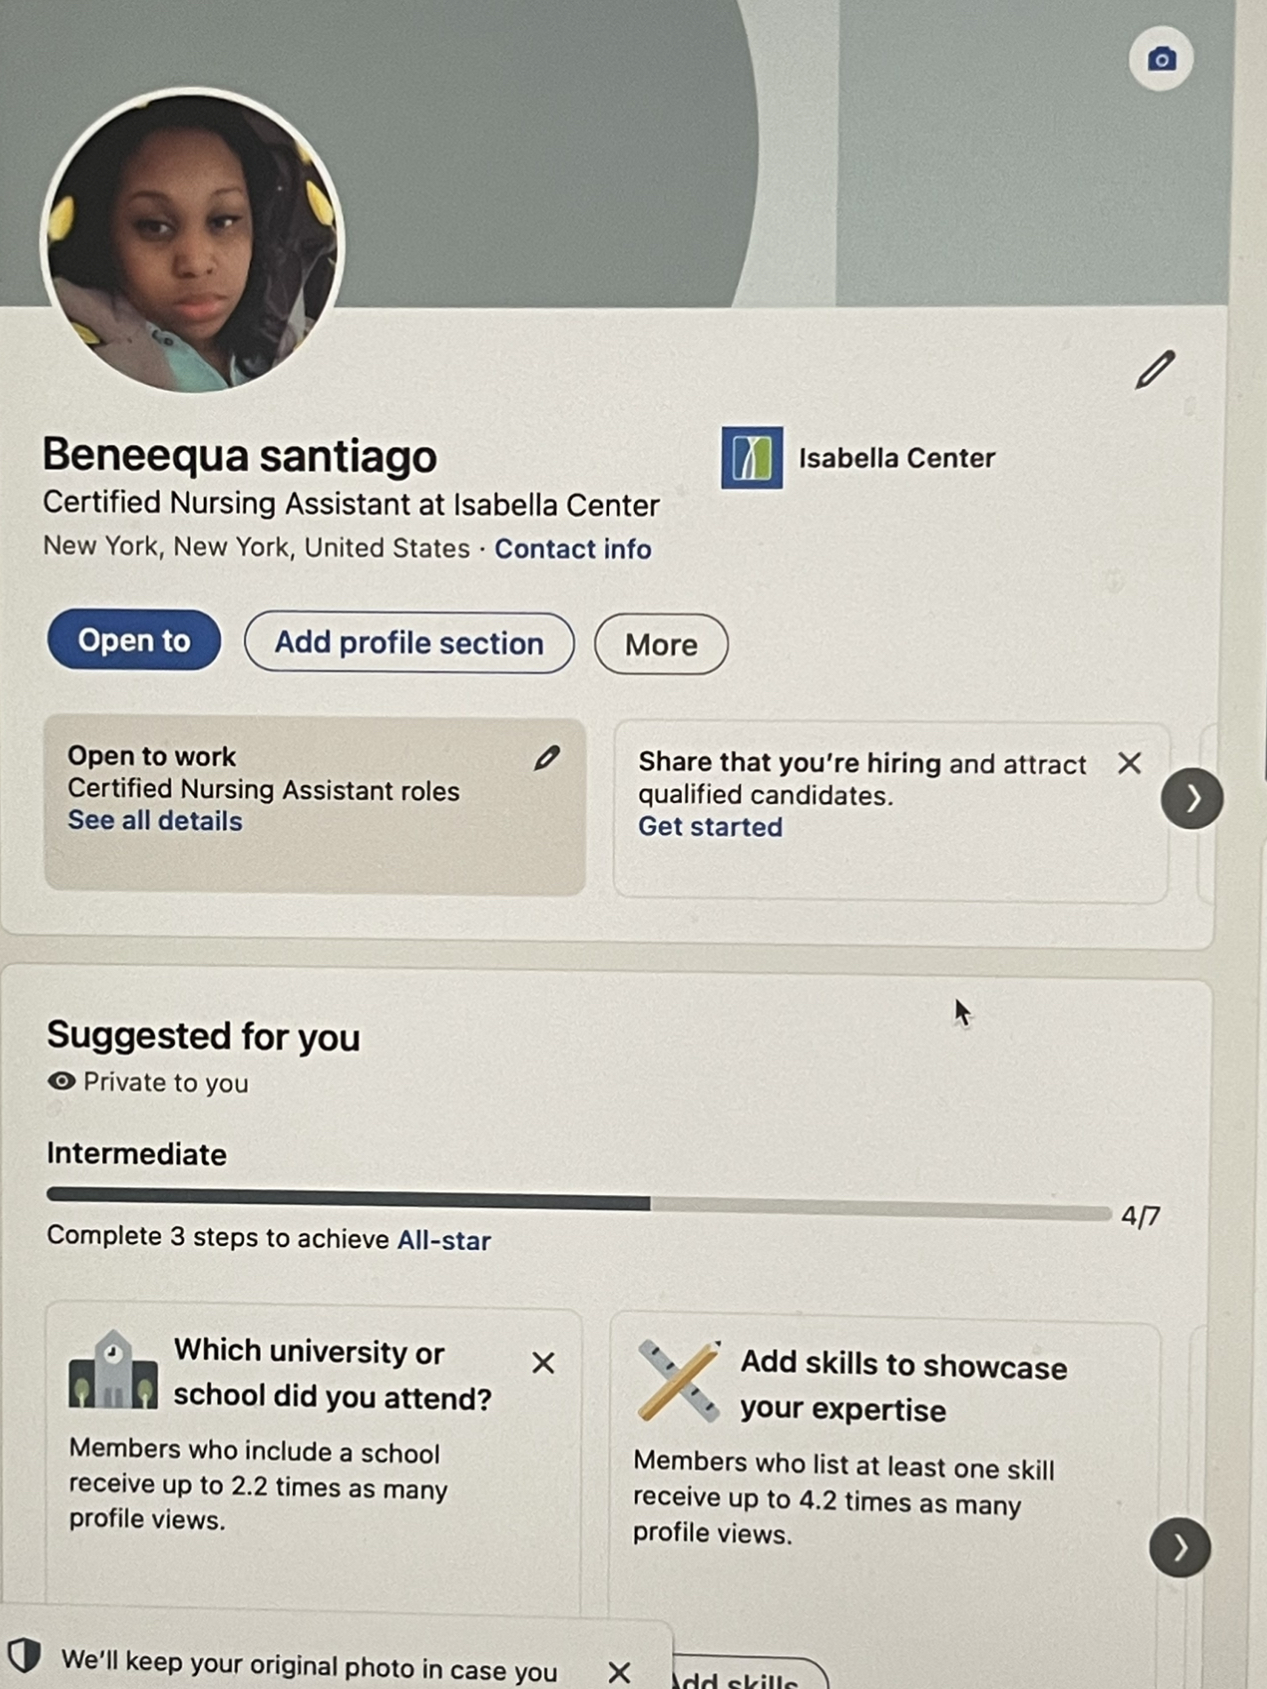 Beneequa santiago
Isabella Center
Certified Nursing Assistant at Isabella Center
New York, New York, United States · Contact info
Open to
Add profile section
More
Open to work
Certified Nursing Assistant roles
See all details
Share that you're hiring and attract
qualified candidates.
Get started
Suggested for you
Private to you
Intermediate
4/7
Complete 3 steps to achieve All-star
Which university or
school did you attend?
Members who include a school
receive up to 2.2 times as many
profile views.
Add skills to showcase
your expertise
Members who list at least one skill
receive up to 4.2 times as many
profile views.
We'll keep your original photo in case you
Add skills